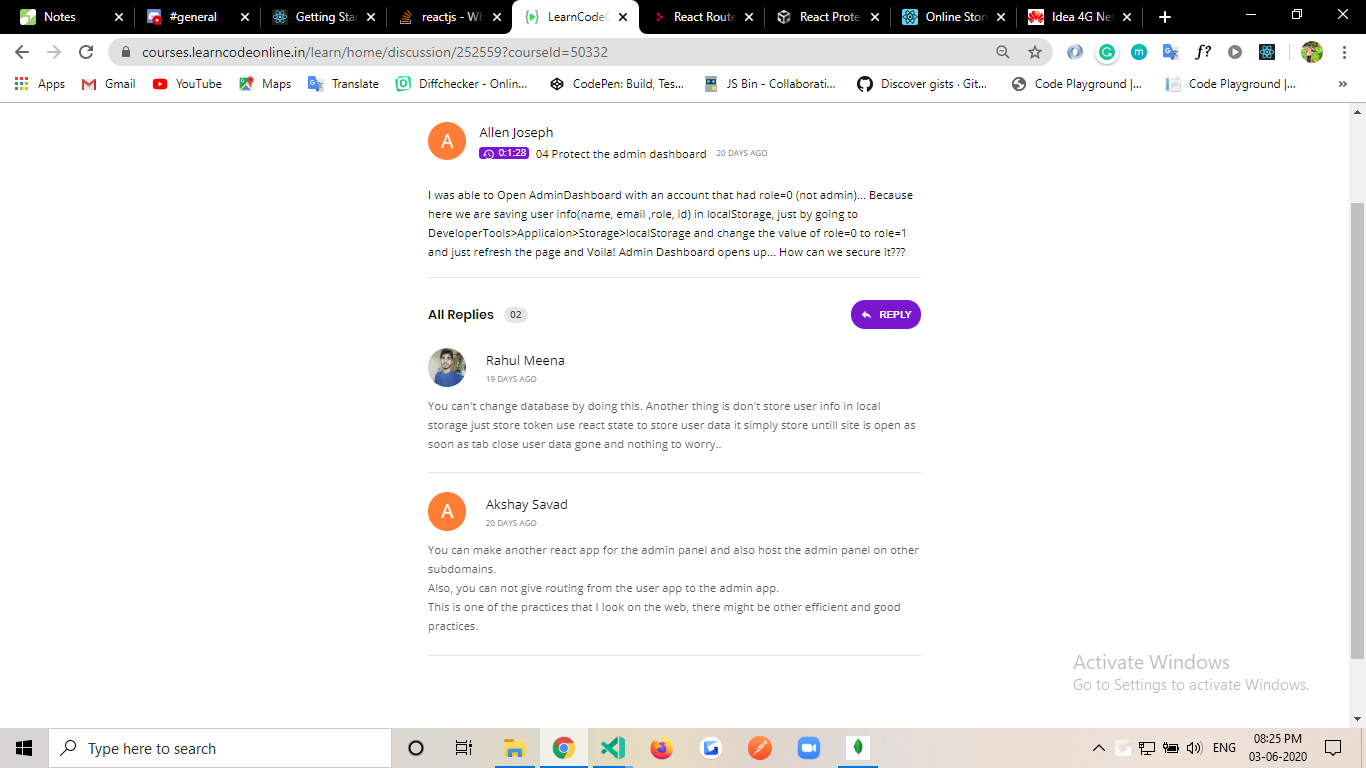 Notes
#general
Getting Sta
reactjs - Wh
LearnCodeO
React Route
React Prote
Online Stor
Idea 4G Net
courses.learncodeonline.in/learn/home/discussion/252559?courseId=50332
Apps
Gmail
YouTube
Maps
Translate
Diffchecker - Onlin...
CodePen: Build, Tes...
JS Bin - Collaborati...
Discover gists · Git...
Code Playground |...
Code Playground |...
»
A
Allen Joseph
0:1:28 04 Protect the admin dashboard 20 DAYS AGO
I was able to Open AdminDashboard with an account that had role=0 (not admin)... Because
here we are saving user info(name, email ,role, id) in localStorage, just by going to
DeveloperTools>Applicaion>Storage>localStorage and change the value of role=0 to role=1
and just refresh the page and Voila! Admin Dashboard opens up... How can we secure it???
All Replies 02
REPLY
Rahul Meena
19 DAYS AGO
You can't change database by doing this. Another thing is don't store user info in local
storage just store token use react state to store user data it simply store untill site is open as
soon as tab close user data gone and nothing to worry..
A
Akshay Savad
20 DAYS AGO
You can make another react app for the admin panel and also host the admin panel on other
subdomains.
Also, you can not give routing from the user app to the admin app.
This is one of the practices that I look on the web, there might be other efficient and good
practices.
Activate Windows
Go to Settings to activate Windows.
Type here to search
ENG
08:25 PM
03-06-2020